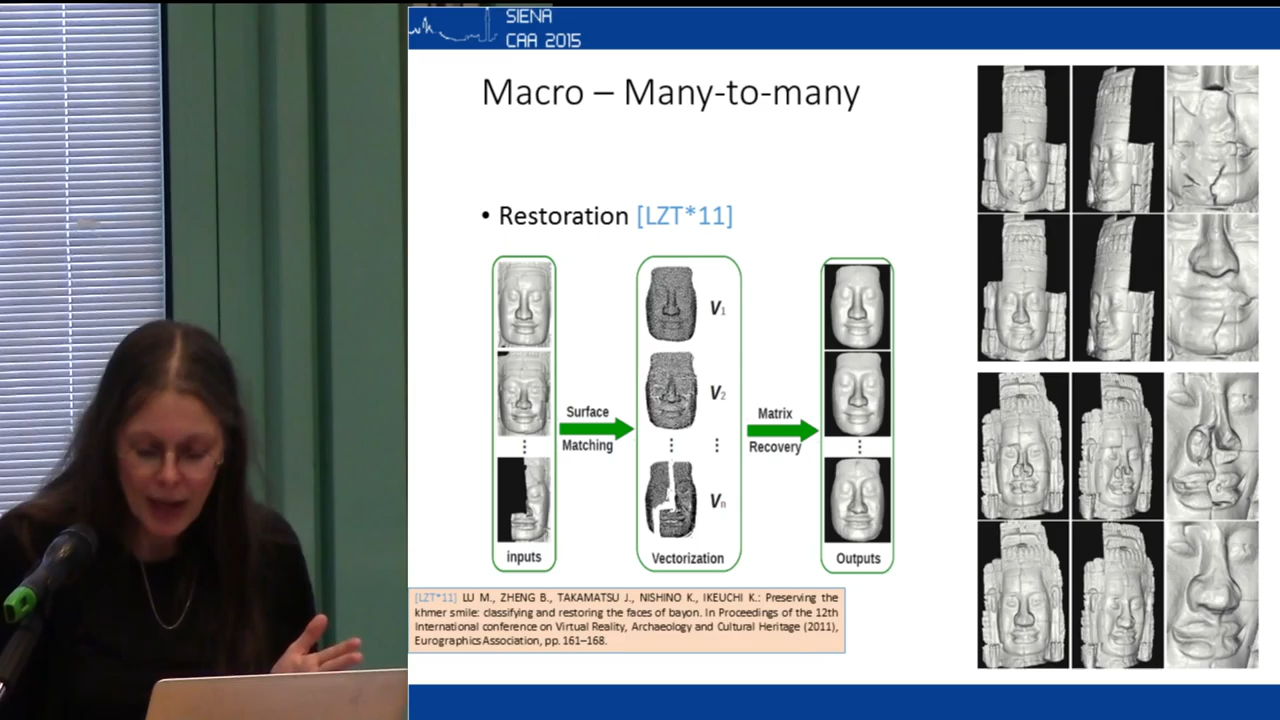 SIENA
CAA 2015
Macro – Many-to-many
• Restoration [LZT*11]
Surface
Matching
Matrix
Recovery
V1
V2
Vn
inputs
Vectorization
Outputs
[LZT*11] LU M., ZHENG B., TAKAMATSU J., NISHINO K., IKEUCHI K.: Preserving the
khmer smile: classifying and restoring the faces of bayon. In Proceedings of the 12th
International conference on Virtual Reality, Archaeology and Cultural Heritage (2011),
Eurographics Association, pp. 161–168.